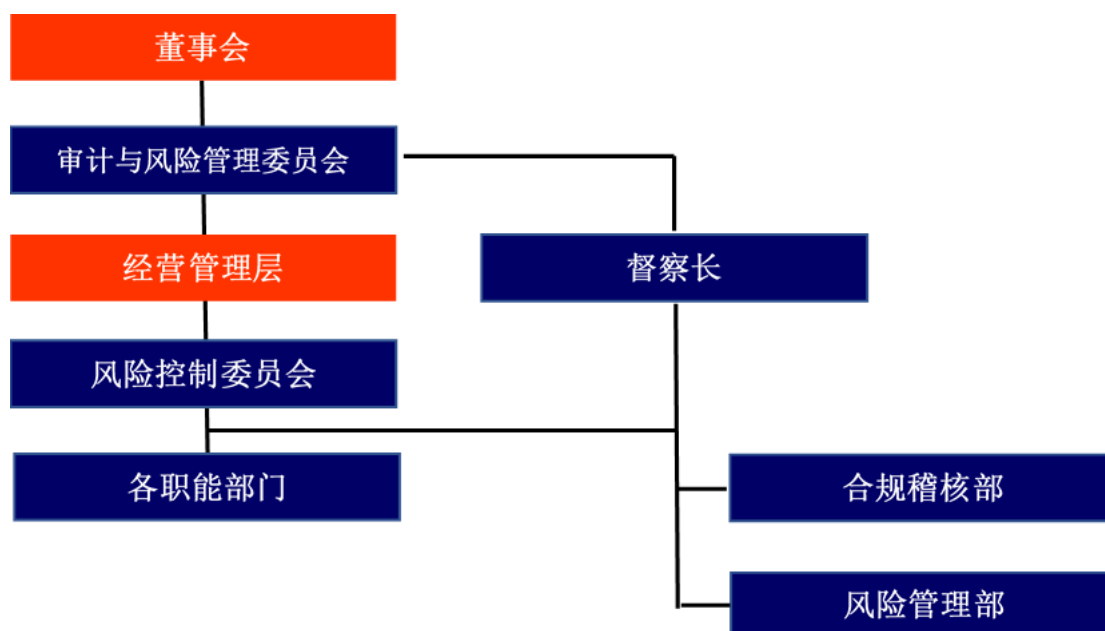 董事会
审计与风险管理委员会
经营管理层
督察长
风险控制委员会
各职能部门
合规稽核部
风险管理部